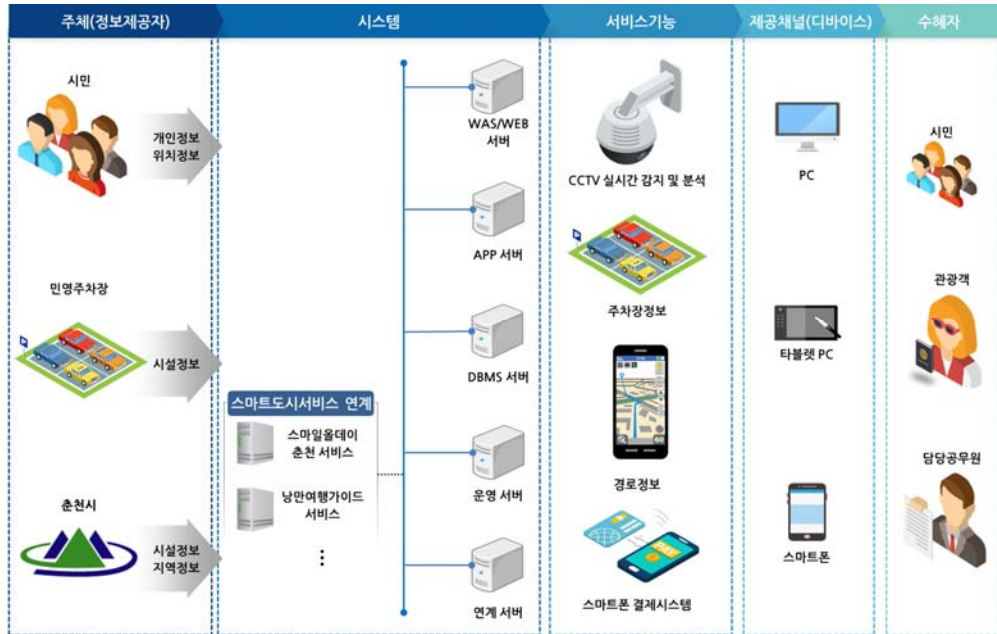 주체(정보제공자)
시스템
서비스기능
제공채널(디바이스)
수혜자
시민
개인정보
위치정보
민영주차장
시설정보
춘천시
시설정보
지역정보
WAS/WEB
서버
APP 서버
DBMS 서버
스마트도시서비스 연계
스마일올데이
춘천 서비스
낭만여행가이드
서비스
운영 서버
연계 서버
CCTV 실시간 감지 및 분석
주차장정보
경로정보
PAY
스마트폰 결제시스템
PC
타블렛 PC
스마트폰
시민
관광객
담당공무원